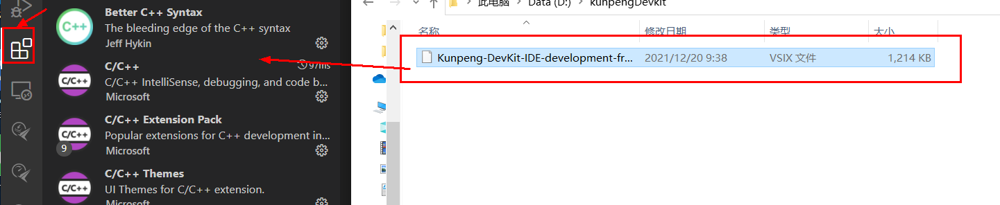 Better C++ Syntax
The bleeding edge of the C++ syntax
Jeff Hykin
C/C++
97ms
C/C++ IntelliSense, debugging, and code b...
Microsoft
C/C++ Extension Pack
Popular extensions for C++ development in...
9
Microsoft
C/C++ Themes
UI Themes for C/C++ extension.
Microsoft
C++
C/C++
C/C++
C/C++
此电脑 > Data (D:) > kunpengDevkit
名称 修改日期 类型 大小
Kunpeng-DevKit-IDE-development-fr... 2021/12/20 9:38 VSIX 文件 1,214 KB